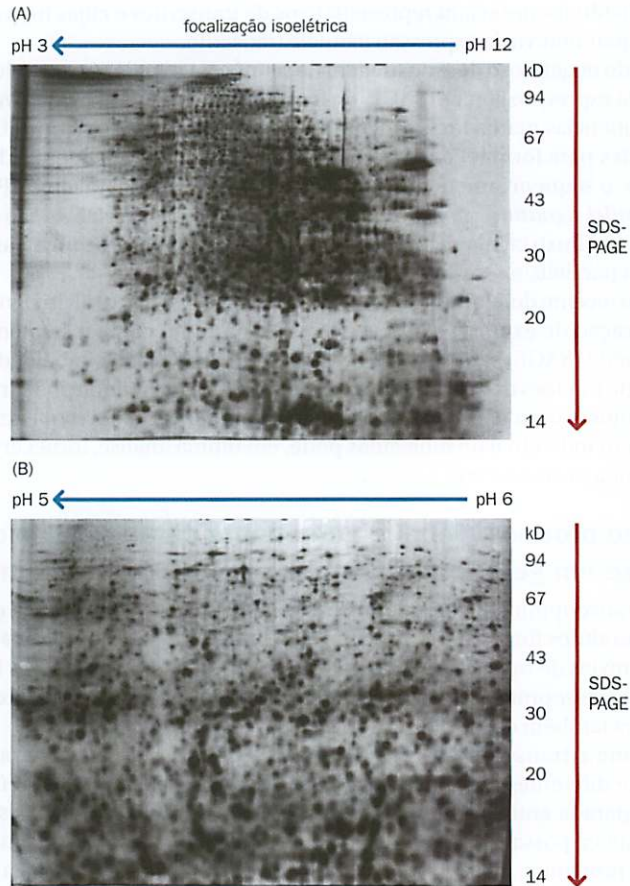 (A)
focalização isoelétrica
pH 3
pH 12
kD
94
67
43
30
20
14
SDS-
PAGE
(B)
pH 5
pH 6
kD
94
67
43
30
20
14
SDS-
PAGE